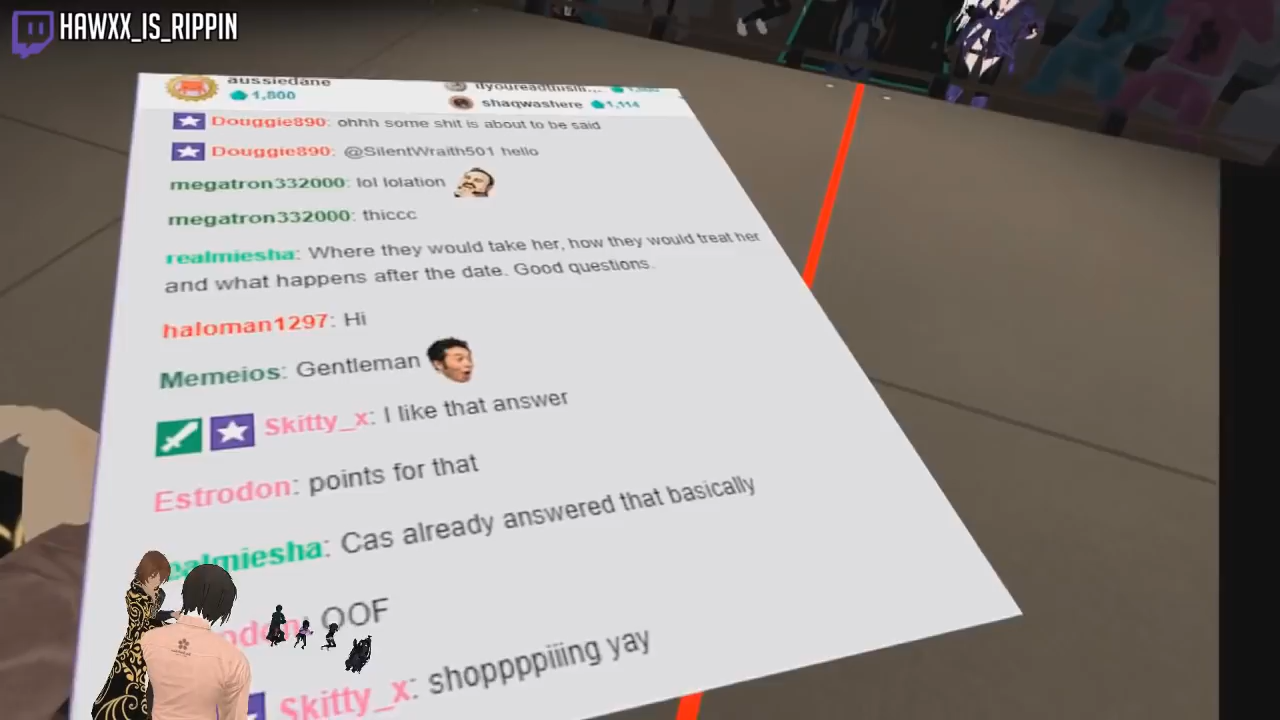 HAWXX_IS_RIPPIN
aussiedane
1,800
shaqwashere 1,114
Douggie890: ohhh some shit is about to be said
Douggie890: @SilentWraith501 hello
megatron332000: lol lolation
megatron332000: thiccc
realmiesha: Where they would take her, how they would treat her
and what happens after the date. Good questions.
haloman1297: Hi
Memeios: Gentleman
Skitty_x: I like that answer
Estrodon: points for that
realmiesha: Cas already answered that basically
OOF
Skitty_x: shopppppiiing yay